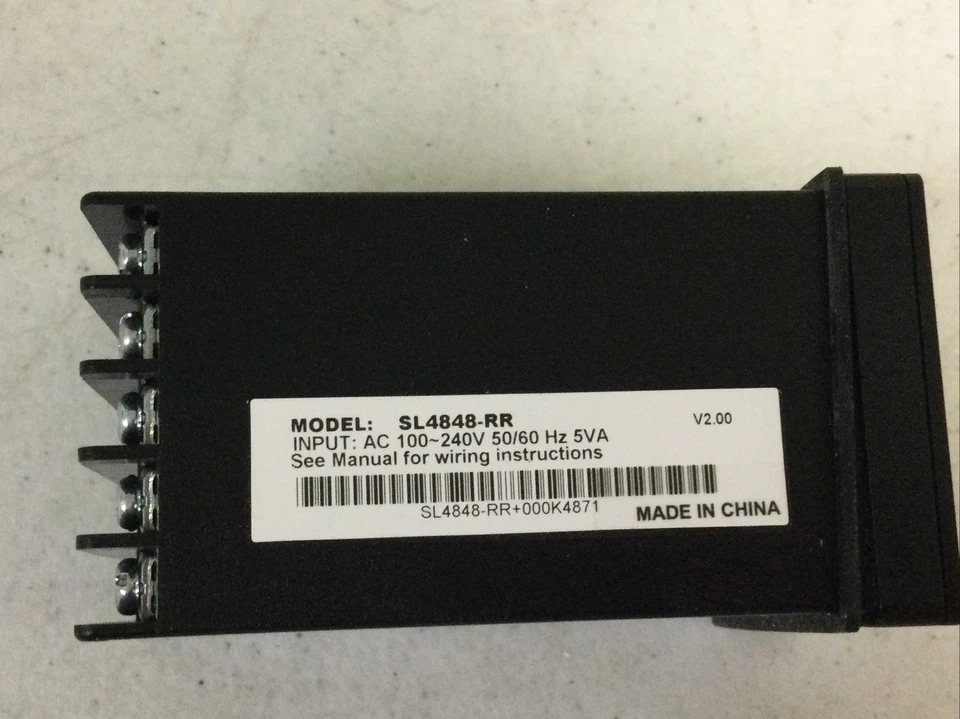 MODEL: SL4848-RR V2.00
INPUT: AC 100~240V 50/60 Hz 5VA
See Manual for wiring instructions
SL4848-RR+000K4871
MADE IN CHINA